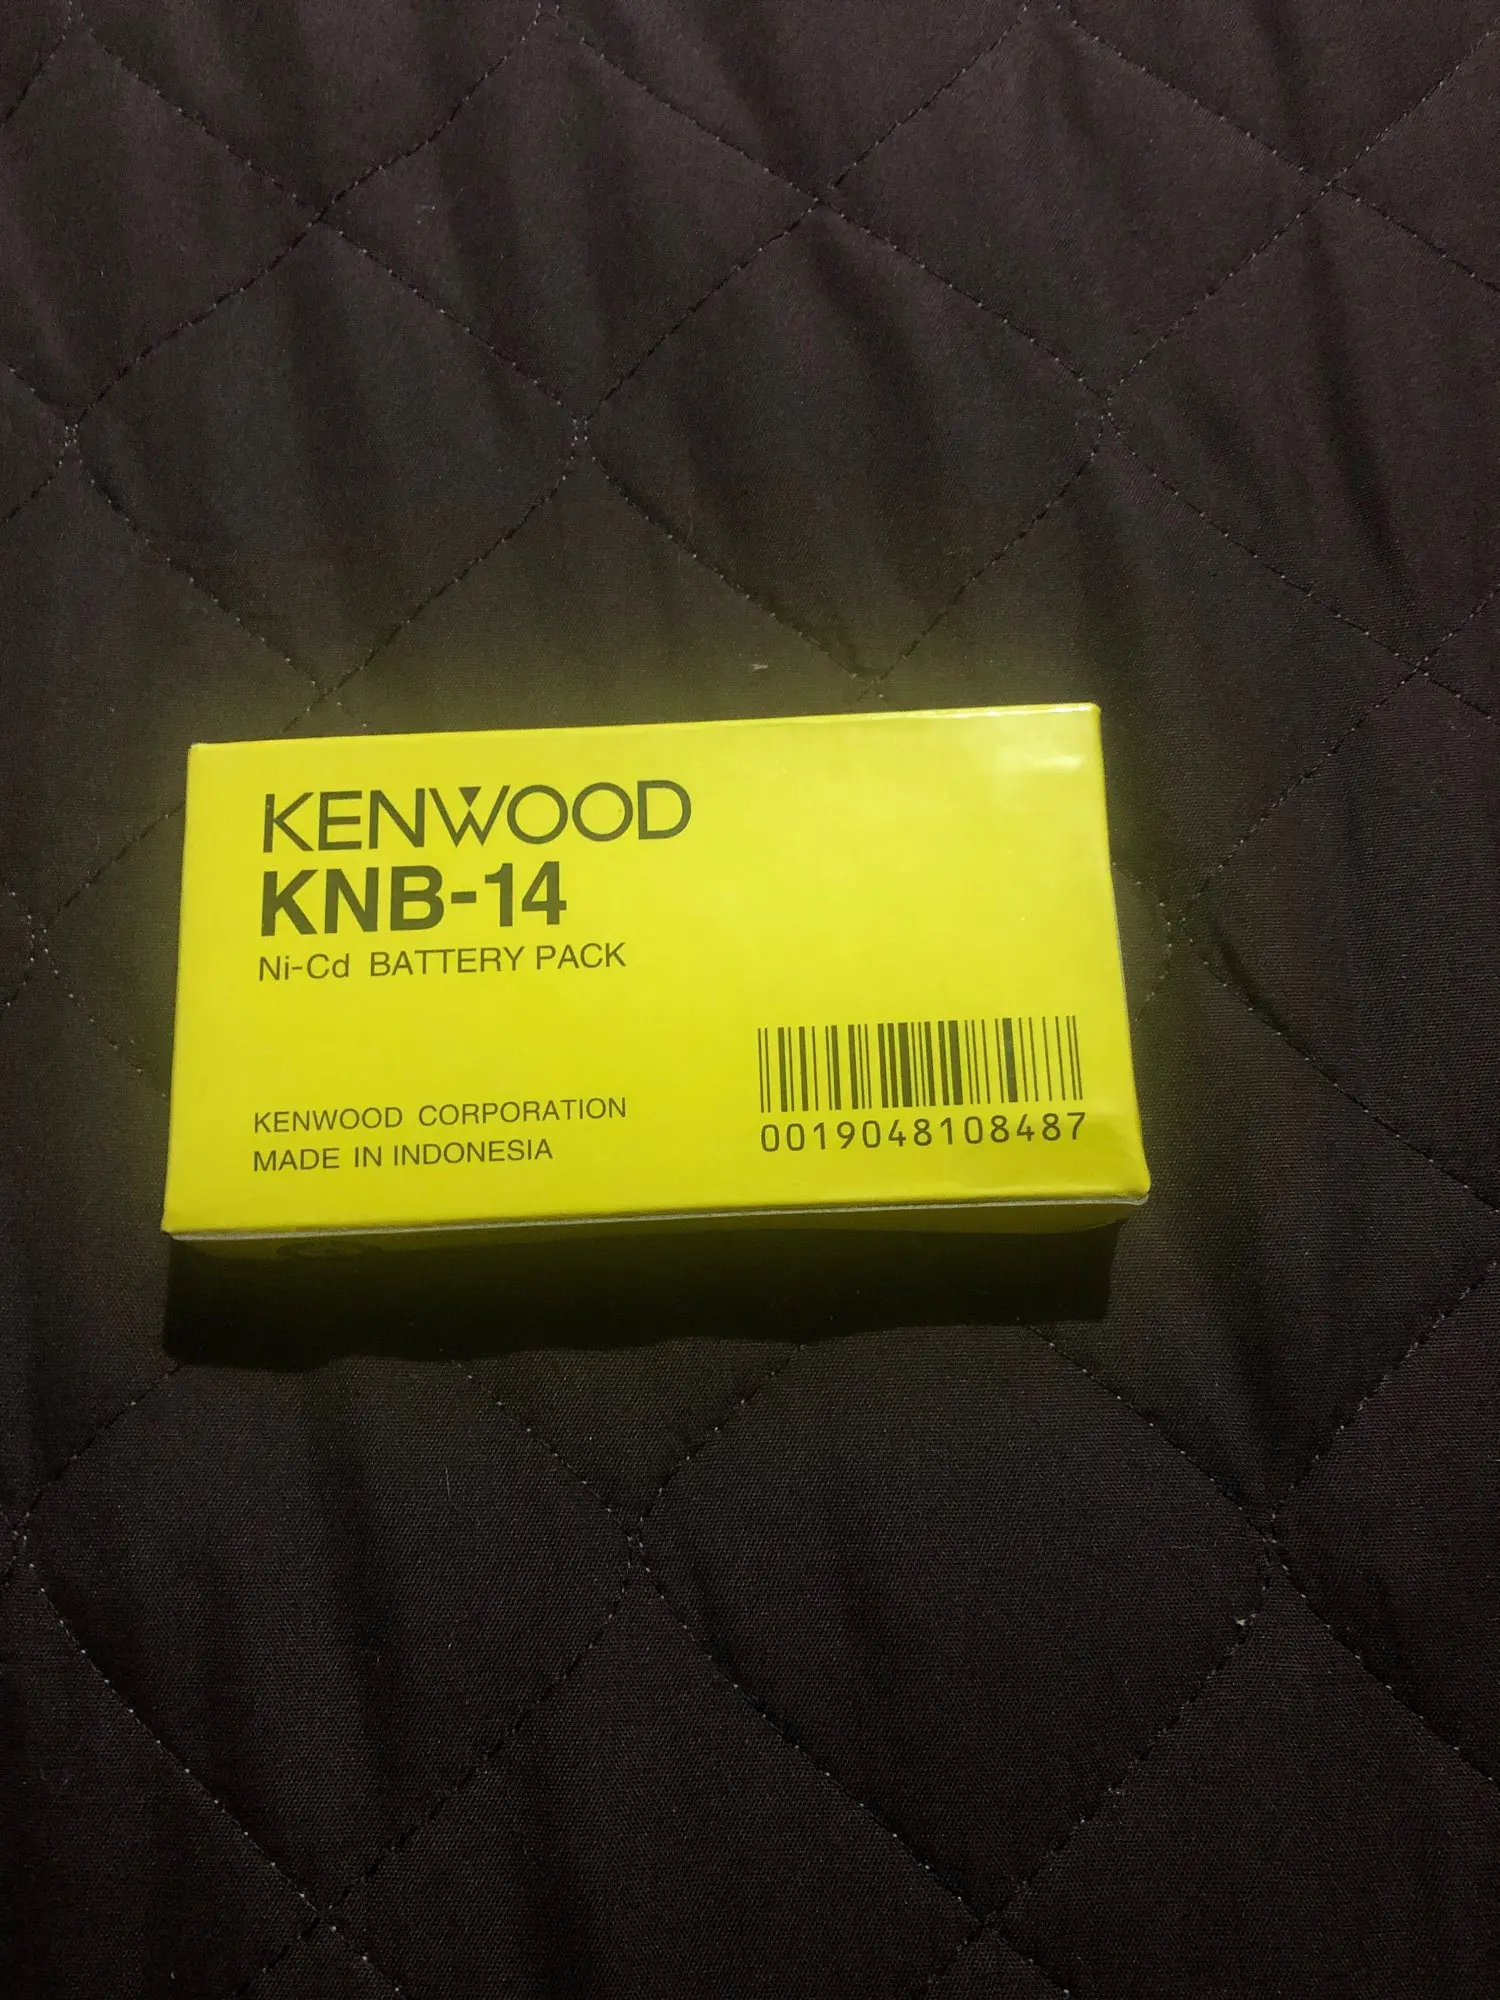 KENWOOD
KNB-14
Ni-Cd BATTERY PACK
KENWOOD CORPORATION
MADE IN INDONESIA
0019048108487